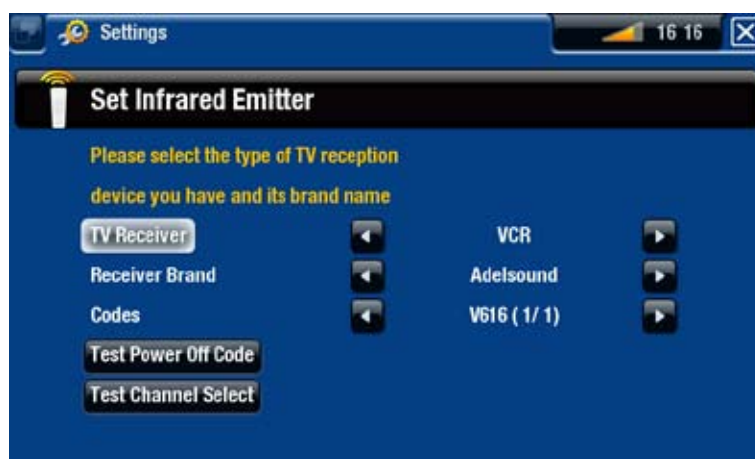 Settings
16 16
Set Infrared Emitter
Please select the type of TV reception
device you have and its brand name
TV Receiver VCR
Receiver Brand Adelsound
Codes V616 ( 1/ 1)
Test Power Off Code
Test Channel Select